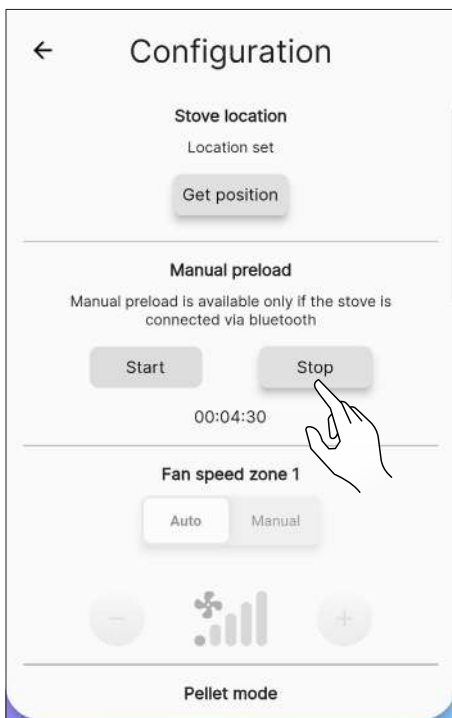 Configuration
Stove location
Location set
Get position
Manual preload
Manual preload is available only if the stove is
connected via bluetooth
Start Stop
00:04:30
Fan speed zone 1
Auto Manual
Pellet mode